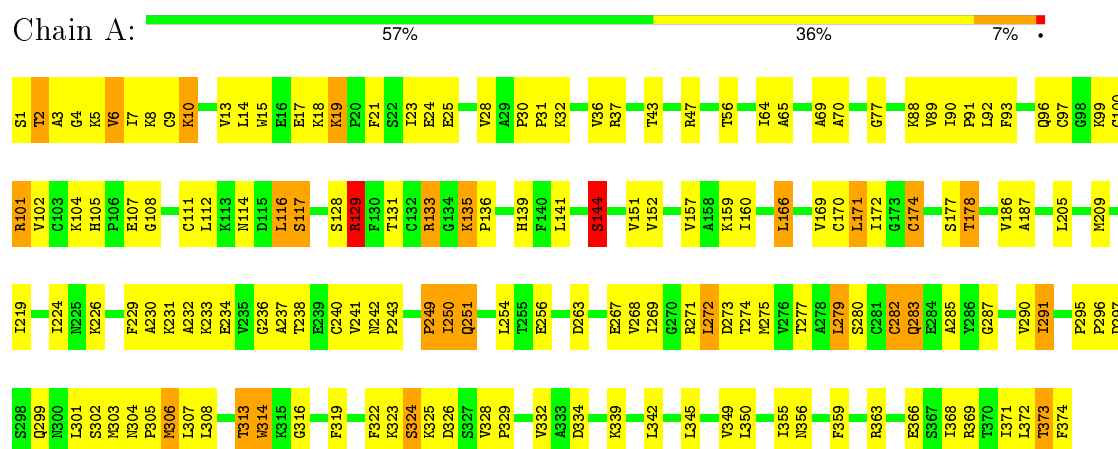 Chain A:
57% 36% 7% •
S1 T2 A3 G4 K5 V6 I7 K8 C9 K10 V13 L14 W15 E16 E17 K18 K19 P20 F21 S22 I23 E24 E25 V28 A29 P30 P31 K32 V36 R37 T43 R47 T56 I64 A65 A69 A70 G77 K88 V89 I90 P91 L92 F93 Q96 C97 G98 K99 C100
R101 V102 C103 K104 H105 P106 E107 G108 C111 L112 K113 N114 D115 L116 S117 S128 R129 F130 T131 C132 R133 G134 K135 P136 H139 F140 L141 S144 V151 V152 V157 A158 K159 I160 L166 V169 C170 L171 I172 G173 C174 S177 T178 V186 A187 L205 M209
I219 I224 N225 K226 F229 A230 K231 A232 K233 E234 V235 G236 A237 T238 E239 C240 V241 N242 P243 P249 I250 Q251 L254 T255 E256 D263 E267 V268 I269 G270 R271 L272 D273 T274 M275 V276 T277 A278 L279 S280 C281 C282 Q283 E284 A285 Y286 G287 V290 I291 P295 P296 D297
S298 Q299 N300 L301 S302 M303 N304 P305 M306 L307 L308 T313 W314 K315 G316 F319 F322 K323 S324 K325 D326 S327 V328 P329 V332 A333 D334 K339 L342 L345 V349 L350 I355 N356 F359 R363 E366 S367 I368 R369 T370 I371 L372 T373 F374